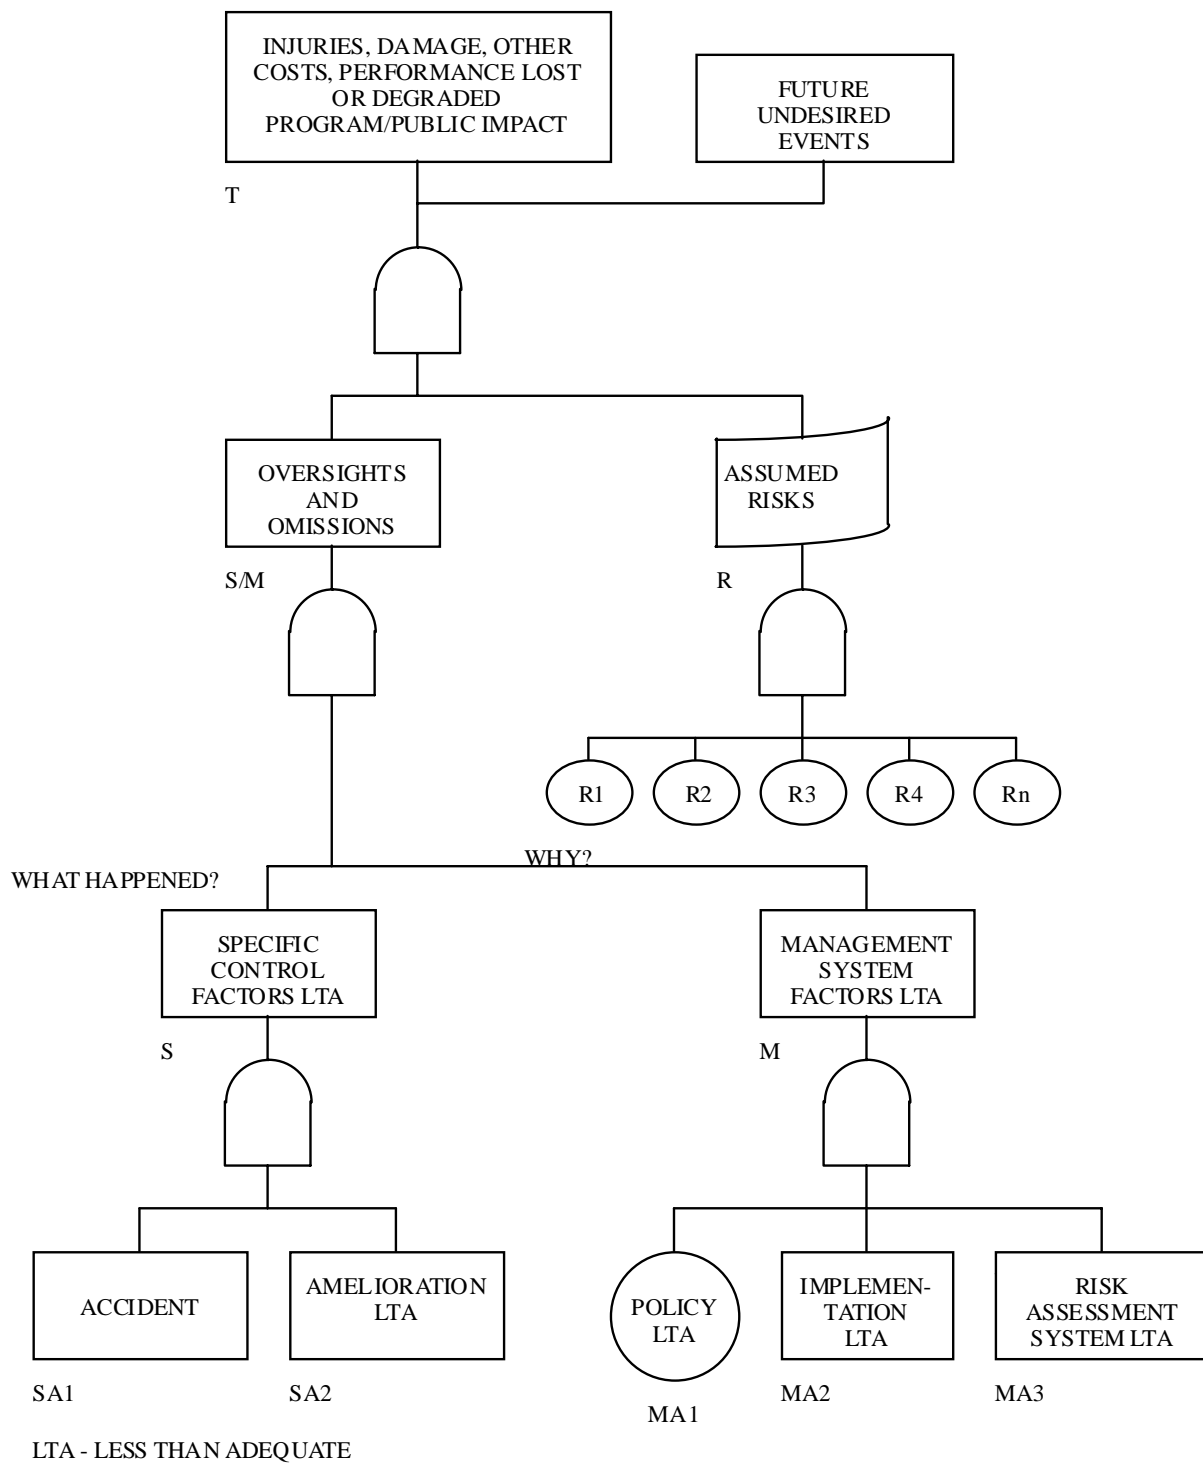 INJURIES, DAMAGE, OTHER
COSTS, PERFORMANCE LOST
OR DEGRADED
PROGRAM/PUBLIC IMPACT
FUTURE
UNDESIRED
EVENTS
T
OVERSIGHTS
AND
OMISSIONS
ASSUMED
RISKS
S/M
R
R1
R2
R3
R4
Rn
WHY?
WHAT HAPPENED?
SPECIFIC
CONTROL
FACTORS LTA
MANAGEMENT
SYSTEM
FACTORS LTA
S
M
ACCIDENT
AMELIORATION
LTA
POLICY
LTA
IMPLEMEN-
TATION
LTA
RISK
ASSESSMENT
SYSTEM LTA
SA1
SA2
MA1
MA2
MA3
LTA - LESS THAN ADEQUATE